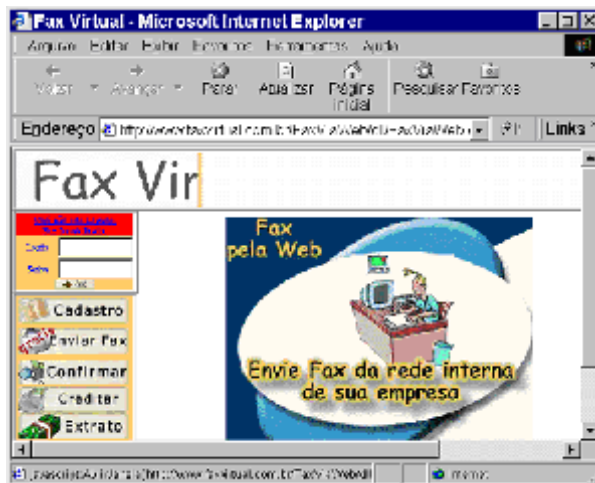 Fax Virtual - Microsoft Internet Explorer
Arquivo Editar Exibir Favoritos Ferramentas Ajuda
Voltar Avançar Parar Atualizar Página inicial Pesquisar Favoritos
Endereço Links
Fax Vir
Fax
pela Web
Cadastro
Enviar Fax
Confirmar
Creditar
Extrato
Envie Fax da rede interna
de sua empresa